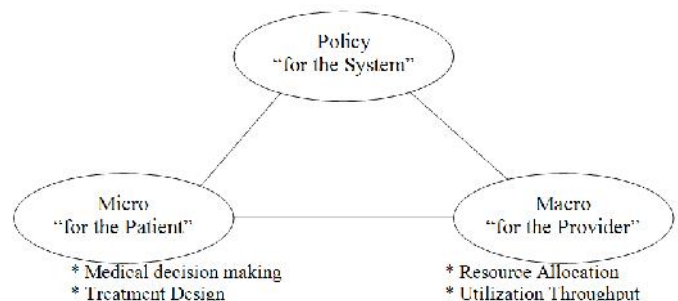 Policy
“for the System”
Micro
“for the Patient”
Macro
“for the Provider”
* Medical decision making
* Treatment Design
* Resource Allocation
* Utilization Throughput